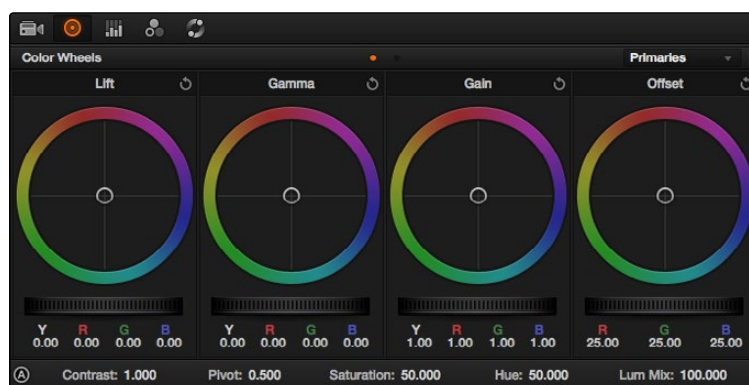 Color Wheels Primaries
Lift Gamma Gain Offset
Y R G B Y R G B Y R G B R G B
0.00 0.00 0.00 0.00 0.00 0.00 0.00 0.00 1.00 1.00 1.00 1.00 25.00 25.00 25.00
A Contrast: 1.000 Pivot: 0.500 Saturation: 50.000 Hue: 50.000 Lum Mix: 100.000